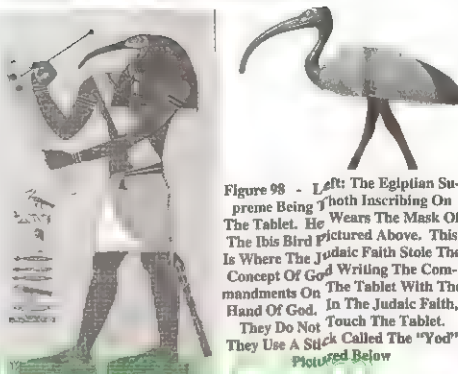 Figure 98 - Left: The Egiptian Su-
preme Being Thoth Inscribing On
The Tablet. He Wears The Mask Of
The Ibis Bird Pictured Above. This
Is Where The Judaic Faith Stole The
Concept Of God Writing The Com-
mandments On The Tablet With The
Hand Of God. In The Judaic Faith,
They Do Not Touch The Tablet.
They Use A Stick Called The "Yod"
Pictured Below